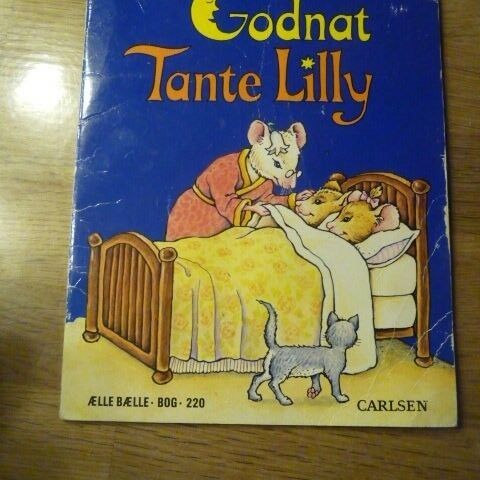 Godnat
Tante Lilly
ÆLLE BÆLLE · BOG · 220
CARLSEN